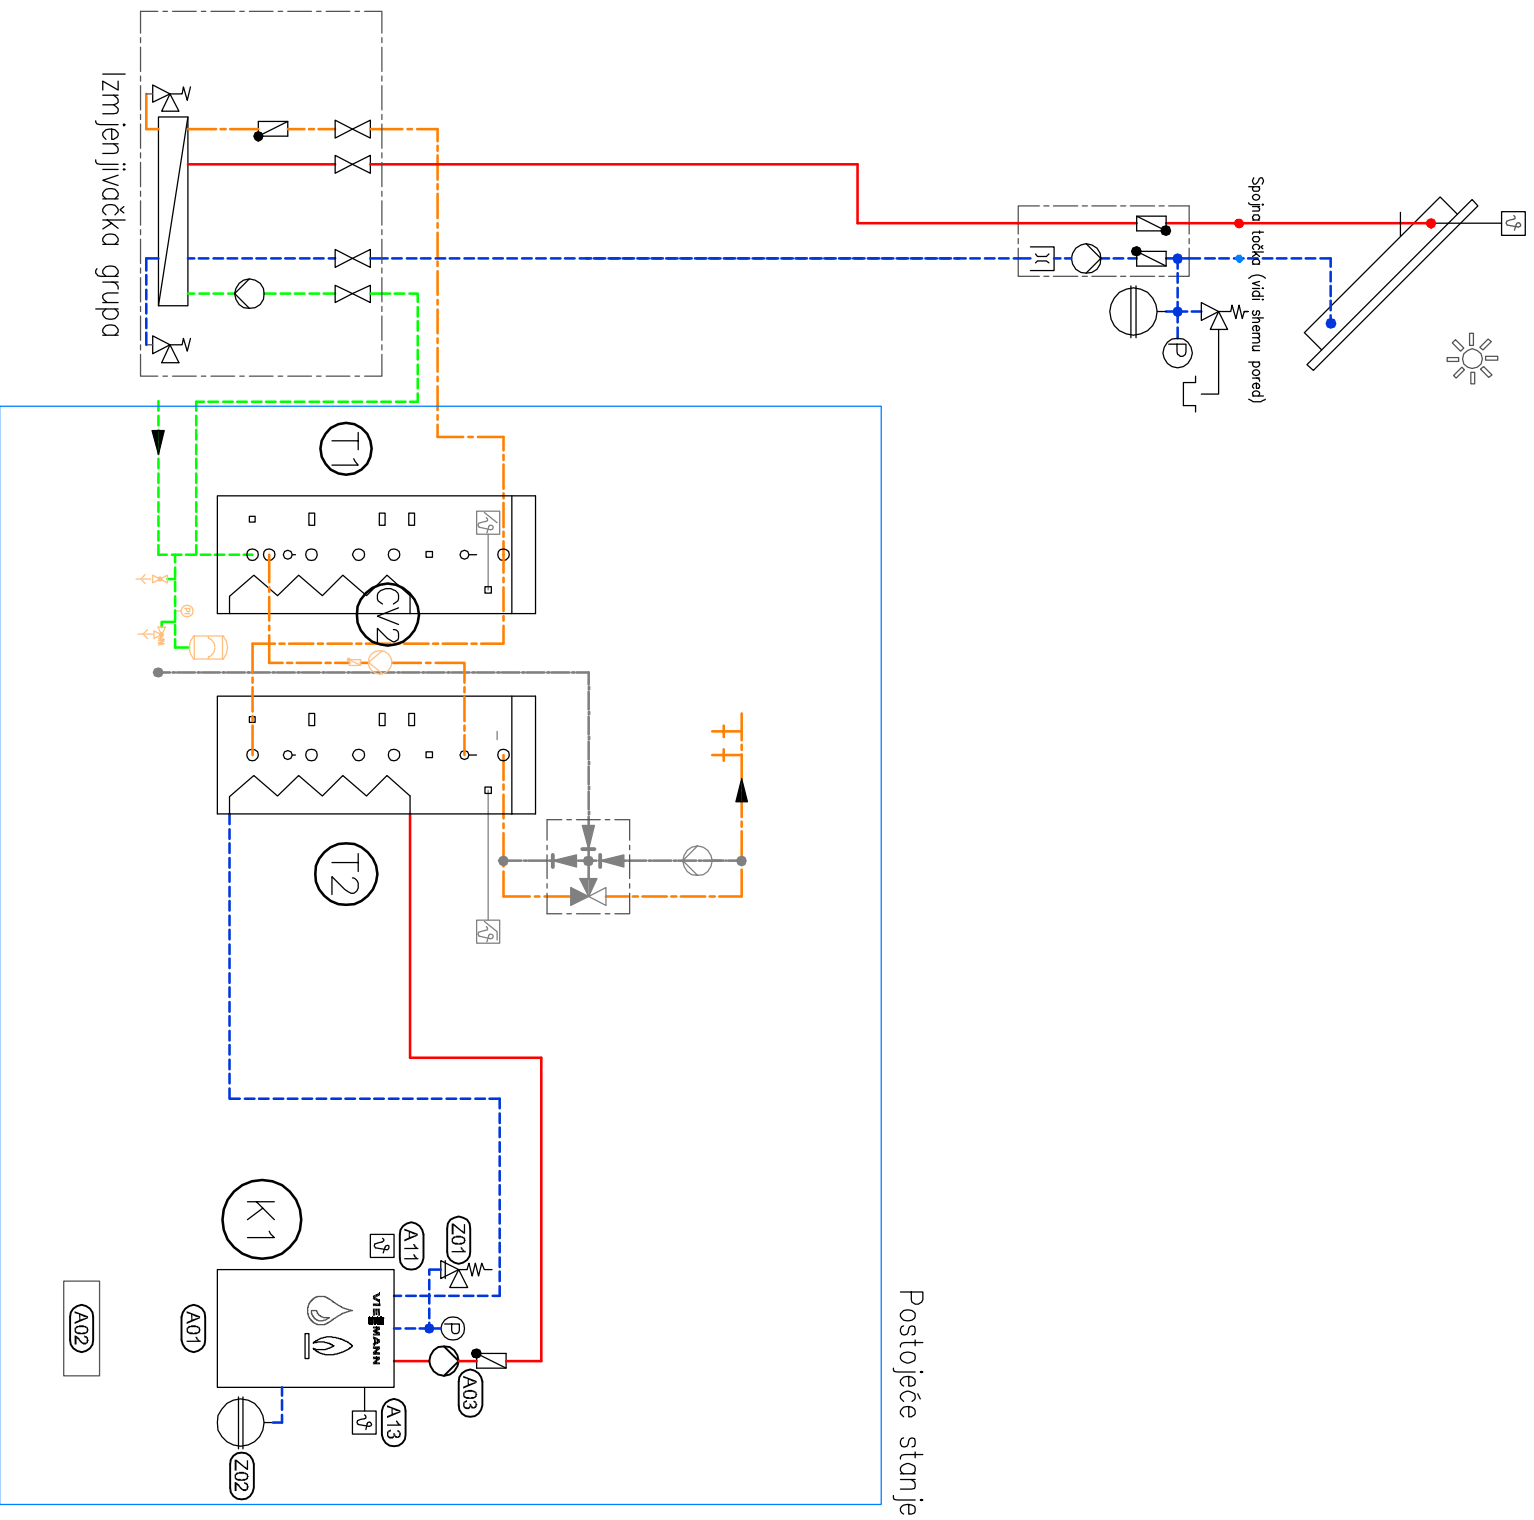 Izmjenjivačka grupa
Spojna točka (vidi shemu pored)
P
T1
CV2
PI
T2
K1
A11
Z01
P
VIESSMANN
A02
A01
A03
A13
Z02
Postojeće stanje